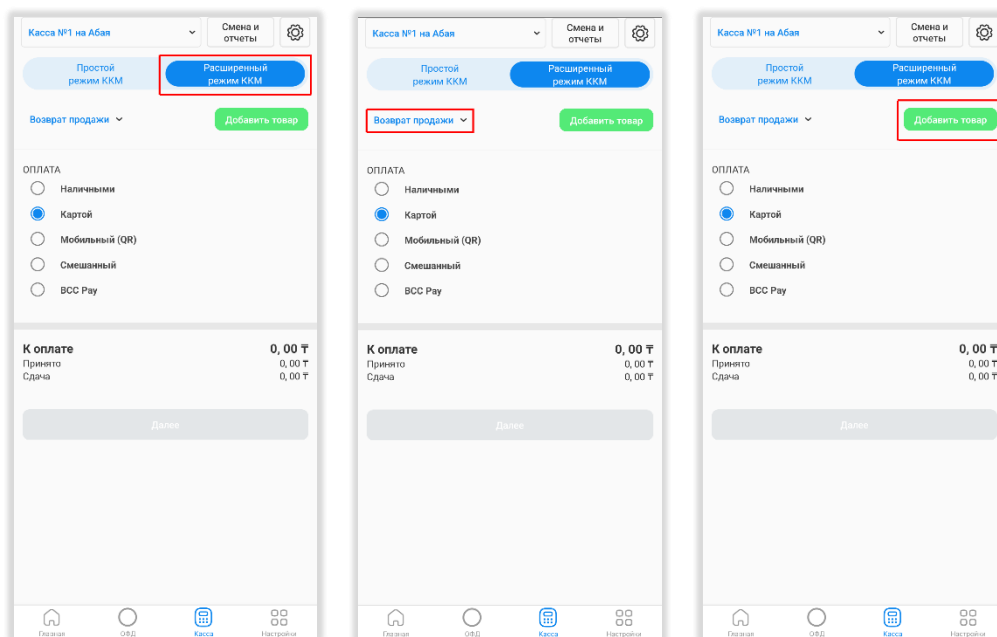 Касса №1 на Абая
Смена и
отчеты
Простой
режим ККМ
Расширенный
режим ККМ
Возврат продажи
Добавить товар
ОПЛАТА
Наличными
Картой
Мобильный (QR)
Смешанный
BCC Pay
К оплате 0, 00 ₸
Принято 0, 00 ₸
Сдача 0, 00 ₸
Далее
Главная ОФД Касса Настройки
Касса №1 на Абая
Смена и
отчеты
Простой
режим ККМ
Расширенный
режим ККМ
Возврат продажи
Добавить товар
ОПЛАТА
Наличными
Картой
Мобильный (QR)
Смешанный
BCC Pay
К оплате 0, 00 ₸
Принято 0, 00 ₸
Сдача 0, 00 ₸
Далее
Главная ОФД Касса Настройки
Касса №1 на Абая
Смена и
отчеты
Простой
режим ККМ
Расширенный
режим ККМ
Возврат продажи
Добавить товар
ОПЛАТА
Наличными
Картой
Мобильный (QR)
Смешанный
BCC Pay
К оплате 0, 00 ₸
Принято 0, 00 ₸
Сдача 0, 00 ₸
Далее
Главная ОФД Касса Настройки